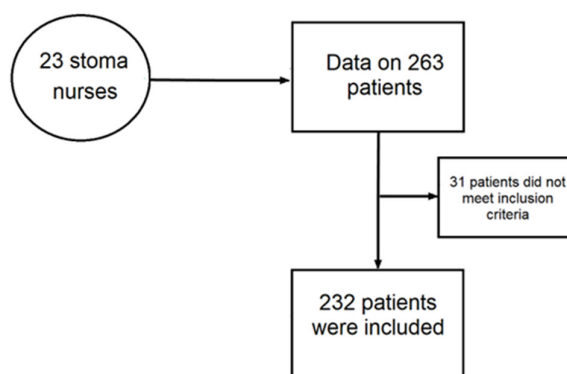 23 stoma
nurses
Data on 263
patients
31 patients did not
meet inclusion
criteria
232 patients
were included